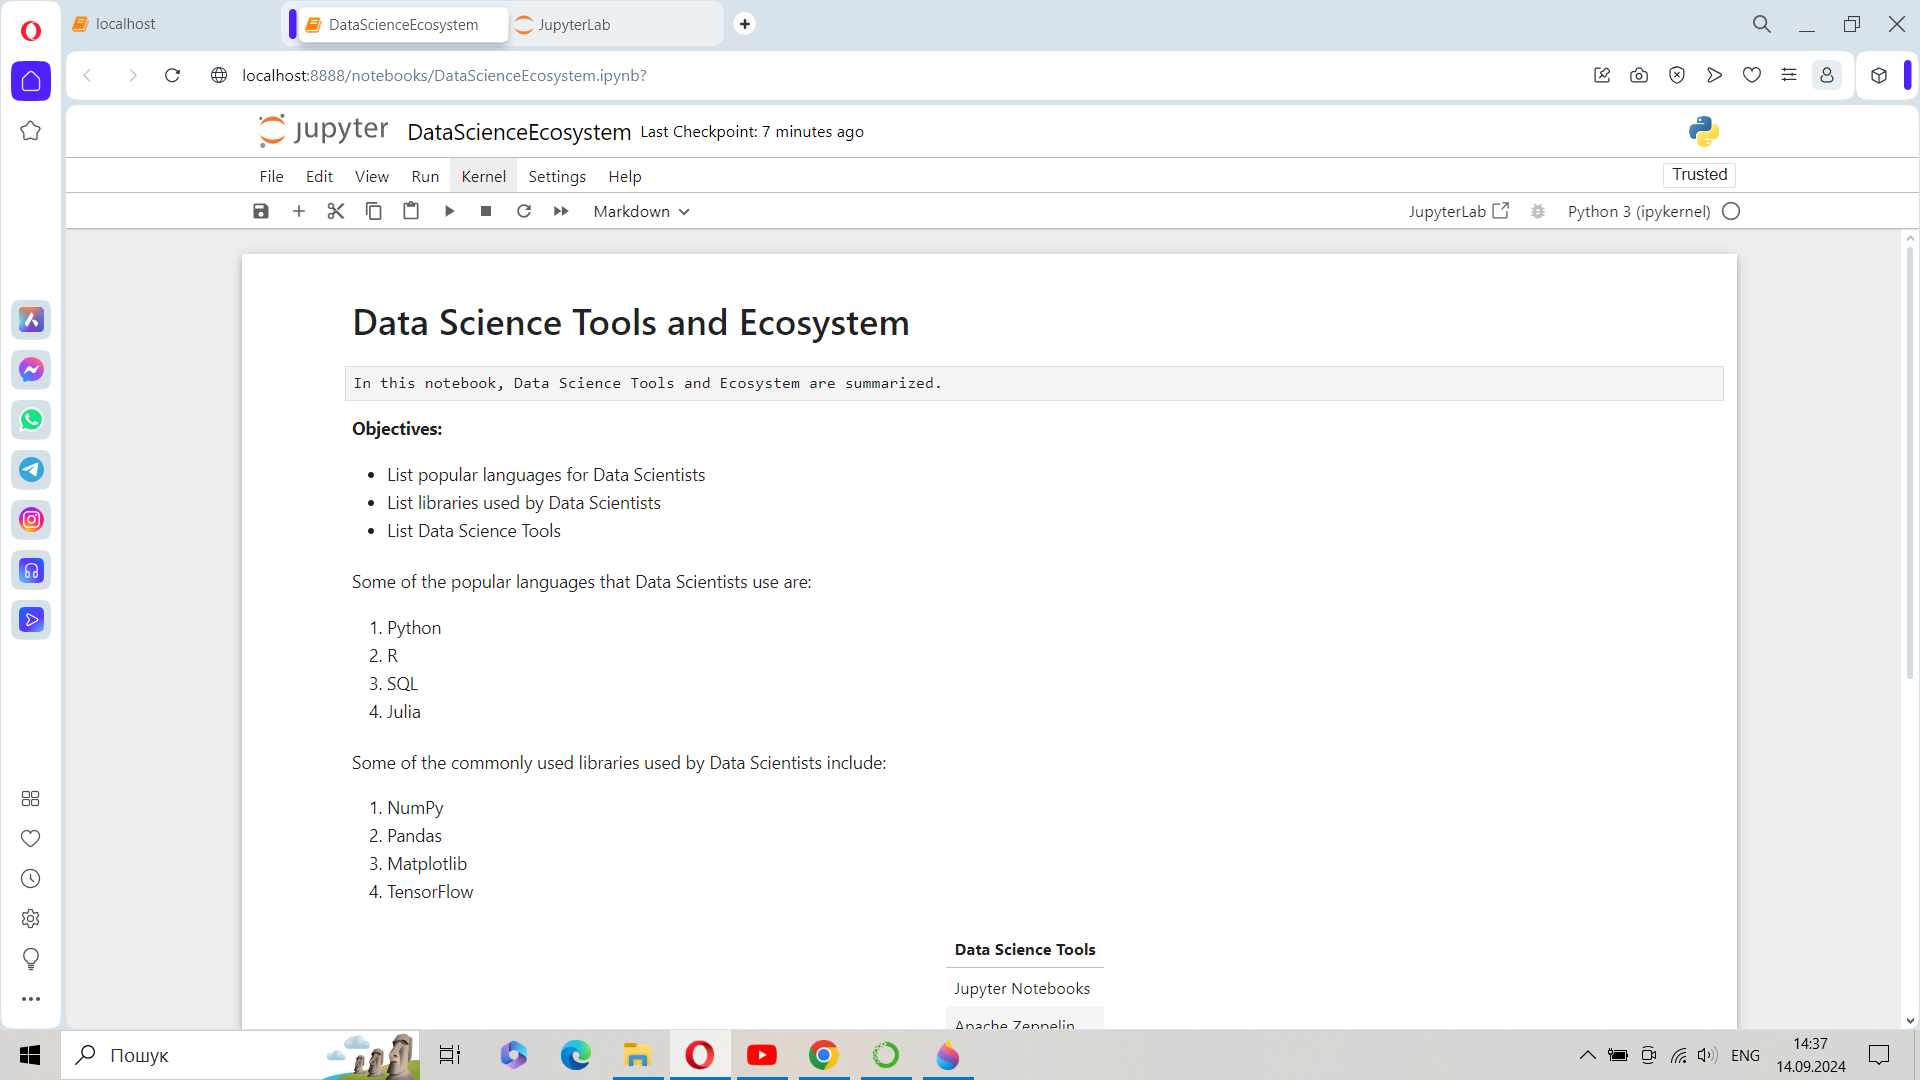 localhost
DataScienceEcosystem
JupyterLab
localhost:8888/notebooks/DataScienceEcosystem.ipynb?
jupyter DataScienceEcosystem Last Checkpoint: 7 minutes ago
File Edit View Run Kernel Settings Help
Trusted
Markdown
JupyterLab
Python 3 (ipykernel)
Data Science Tools and Ecosystem
In this notebook, Data Science Tools and Ecosystem are summarized.
Objectives:
• List popular languages for Data Scientists
• List libraries used by Data Scientists
• List Data Science Tools
Some of the popular languages that Data Scientists use are:
1. Python
2. R
3. SQL
4. Julia
Some of the commonly used libraries used by Data Scientists include:
1. NumPy
2. Pandas
3. Matplotlib
4. TensorFlow
Data Science Tools
Jupyter Notebooks
Apache Zeppelin
Пошук
ENG
14:37
14.09.2024